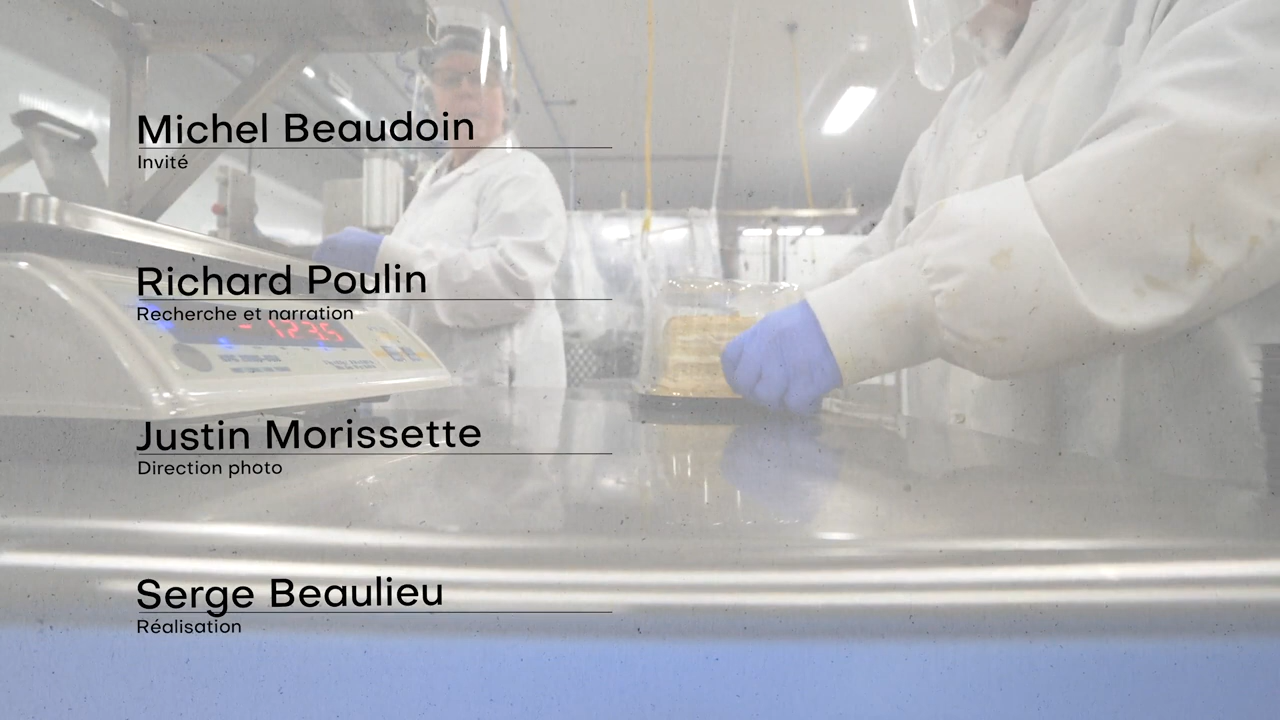 Michel Beaudoin
Invité
Richard Poulin
Recherche et narration
Justin Morissette
Direction photo
Serge Beaulieu
Réalisation